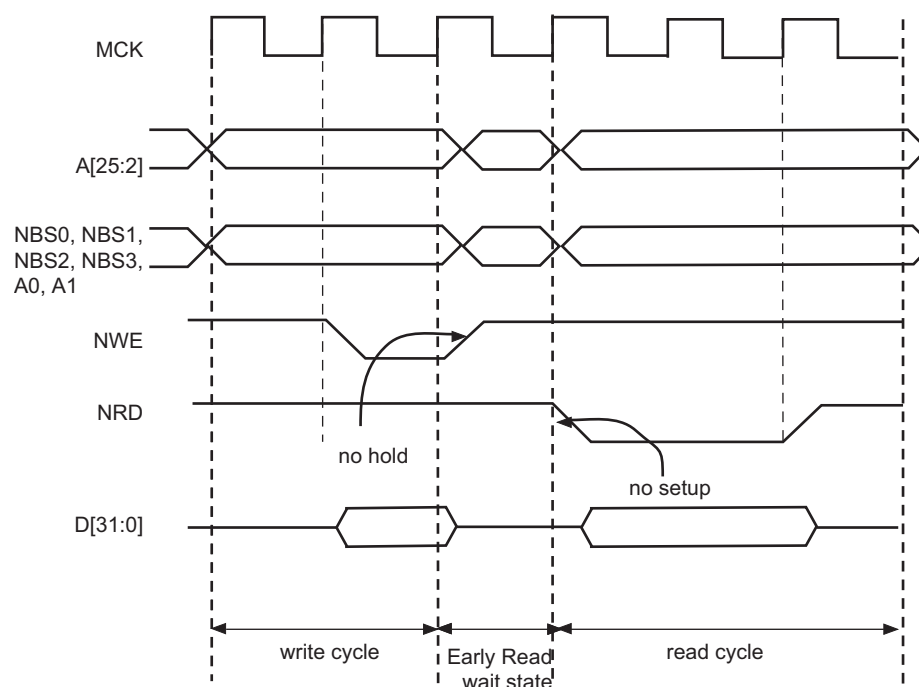 MCK
A[25:2]
NBS0, NBS1,
NBS2, NBS3,
A0, A1
NWE
NRD
no hold
no setup
D[31:0]
write cycle
Early Read
wait state
read cycle